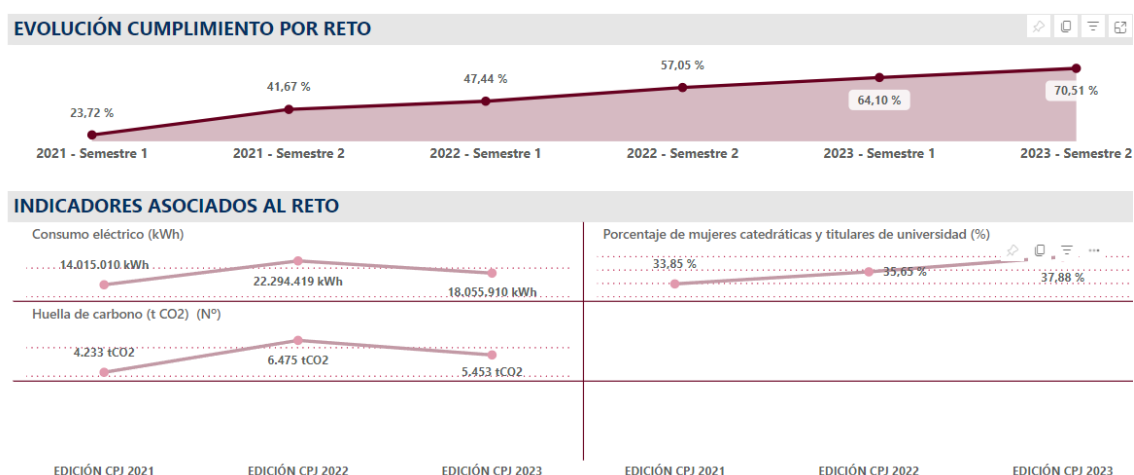 EVOLUCIÓN CUMPLIMIENTO POR RETO
23,72 %
41,67 %
47,44 %
57,05 %
64,10 %
70,51 %
2021 - Semestre 1
2021 - Semestre 2
2022 - Semestre 1
2022 - Semestre 2
2023 - Semestre 1
2023 - Semestre 2
INDICADORES ASOCIADOS AL RETO
Consumo eléctrico (kWh)
14.015.010 kWh
22.294.419 kWh
18.055.910 kWh
Porcentaje de mujeres catedráticas y titulares de universidad (%)
33,85 %
35,65 %
37,88 %
Huella de carbono (t CO2) (Nº)
4.233 tCO2
6.475 tCO2
5.453 tCO2
EDICIÓN CPJ 2021
EDICIÓN CPJ 2022
EDICIÓN CPJ 2023
EDICIÓN CPJ 2021
EDICIÓN CPJ 2022
EDICIÓN CPJ 2023